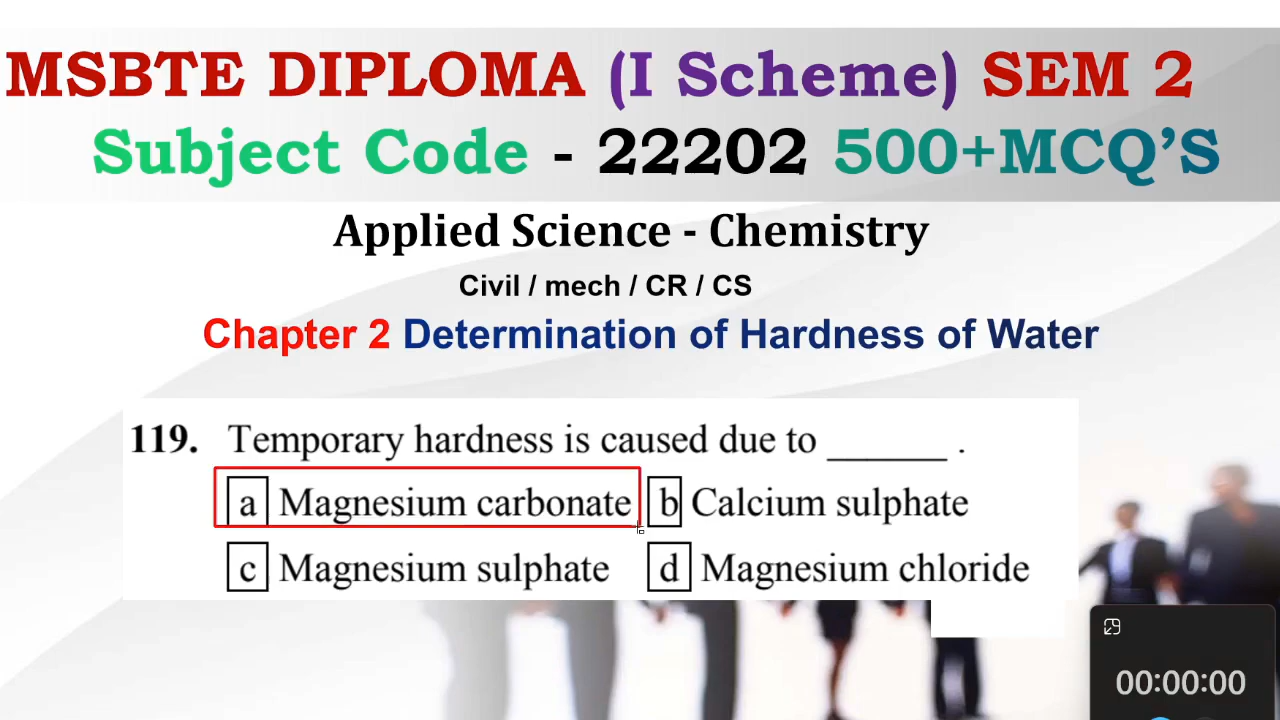 MSBTE DIPLOMA (I Scheme) SEM 2
Subject Code - 22202 500+MCQ’S
Applied Science - Chemistry
Civil / mech / CR / CS
Chapter 2 Determination of Hardness of Water
119. Temporary hardness is caused due to ______ .
a Magnesium carbonate b Calcium sulphate
c Magnesium sulphate d Magnesium chloride
00:00:00